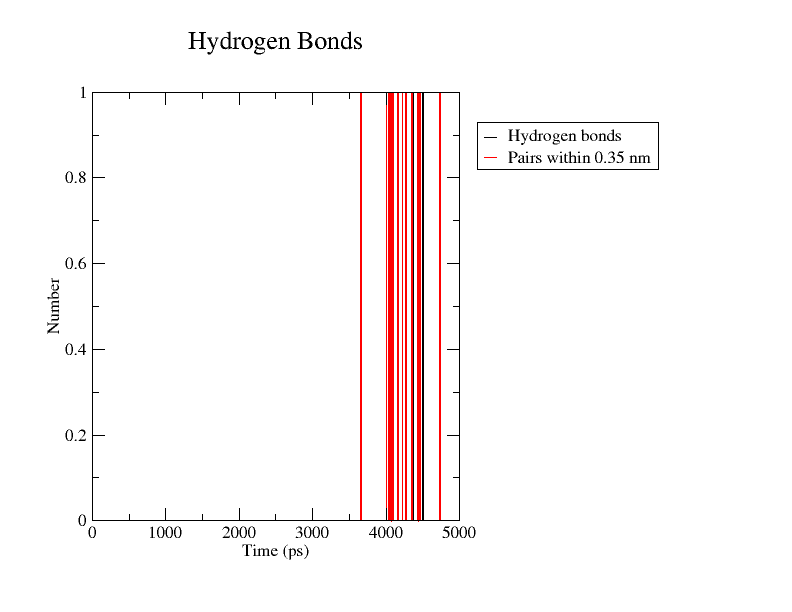 Hydrogen Bonds
1
0.8
0.6
0.4
0.2
0
Number
0 1000 2000 3000 4000 5000
Time (ps)
Hydrogen bonds
Pairs within 0.35 nm